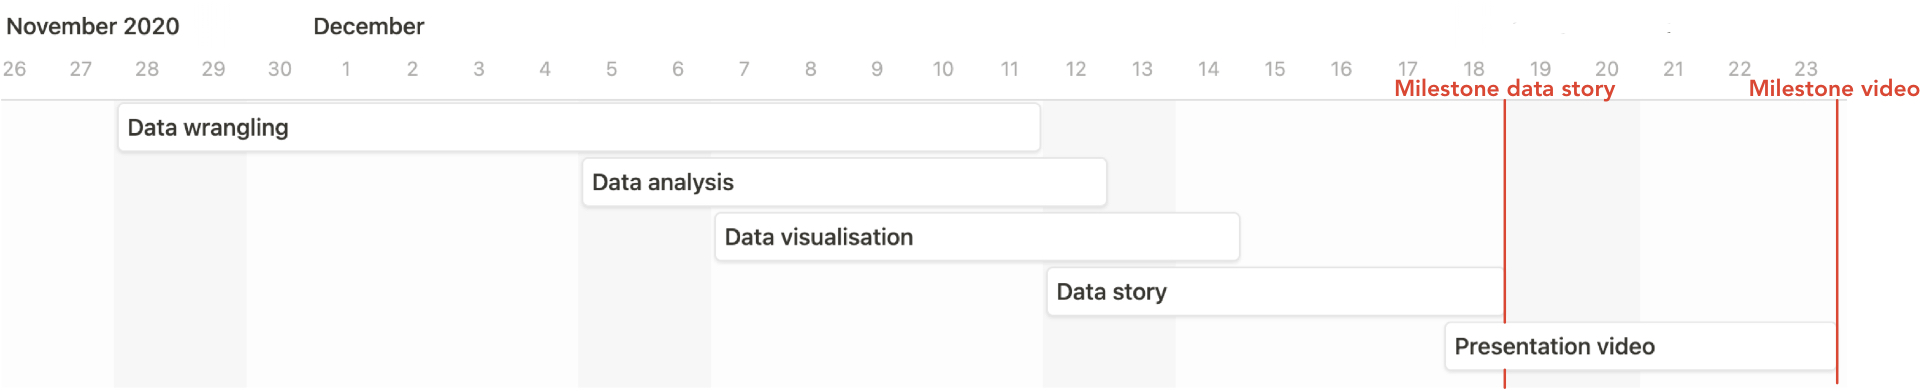 November 2020 December
26 27 28 29 30 1 2 3 4 5 6 7 8 9 10 11 12 13 14 15 16 17 18 19 20 21 22 23
Milestone data story Milestone video
Data wrangling
Data analysis
Data visualisation
Data story
Presentation video